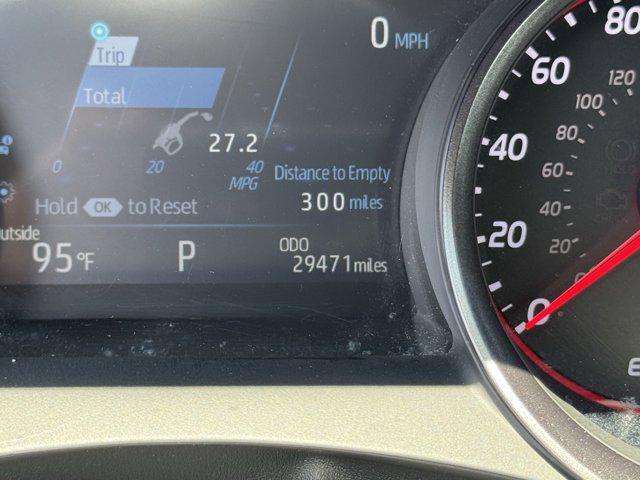 0 MPH
Trip
Total
27.2
0 20 40
MPG
Distance to Empty
300 miles
Hold OK to Reset
outside
95°F
P
ODO
29471 miles
80
60
40
20
0
120
100
80
60
40
20